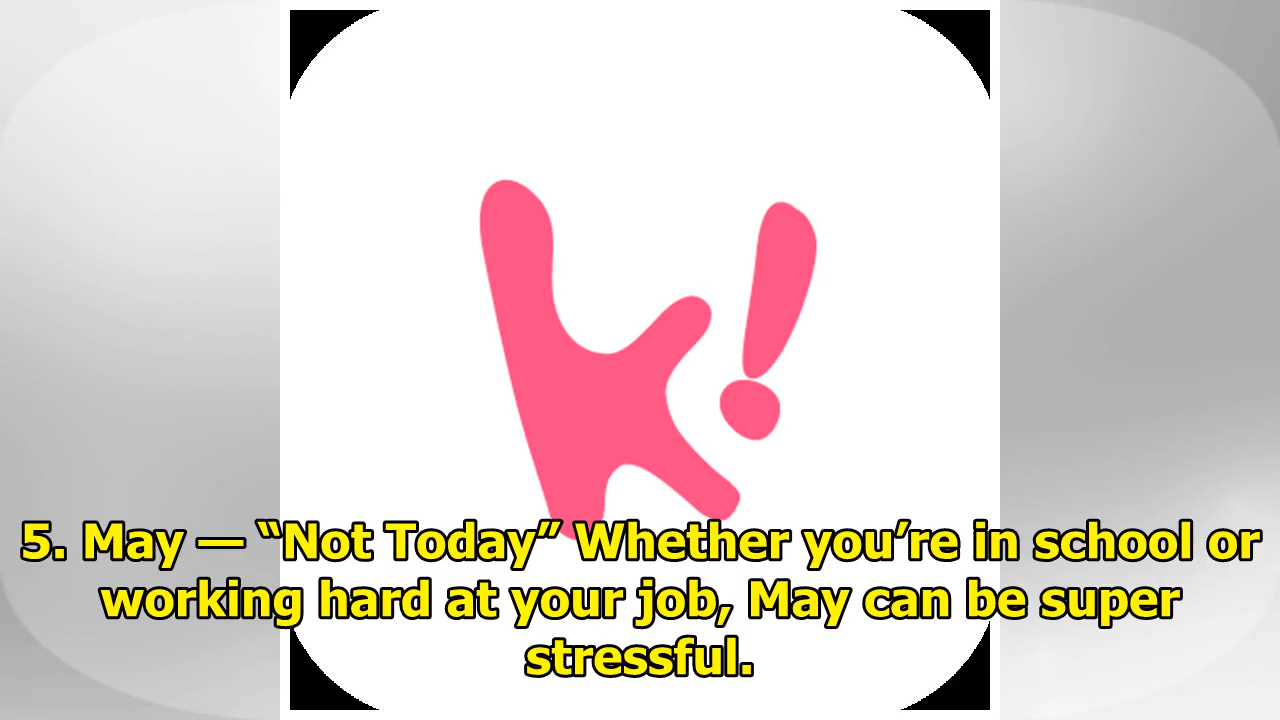 k!
5. May — “Not Today” Whether you’re in school or
working hard at your job, May can be super
stressful.